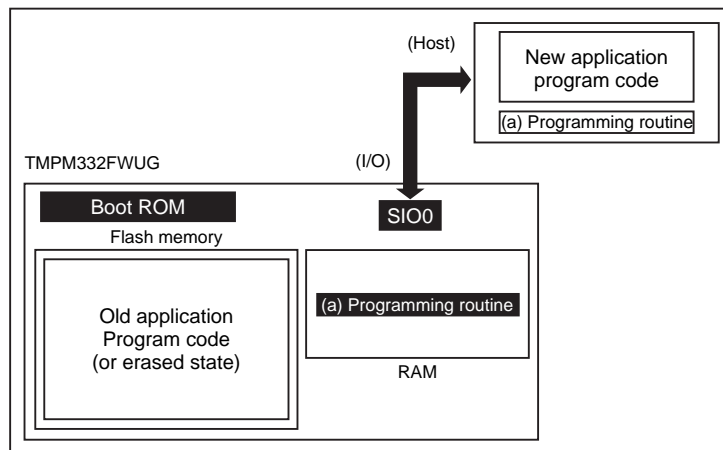 (Host)
New application
program code
(a) Programming routine
(I/O)
TMPM332FWUG
Boot ROM
SIO0
Flash memory
Old application
Program code
(or erased state)
(a) Programming routine
RAM